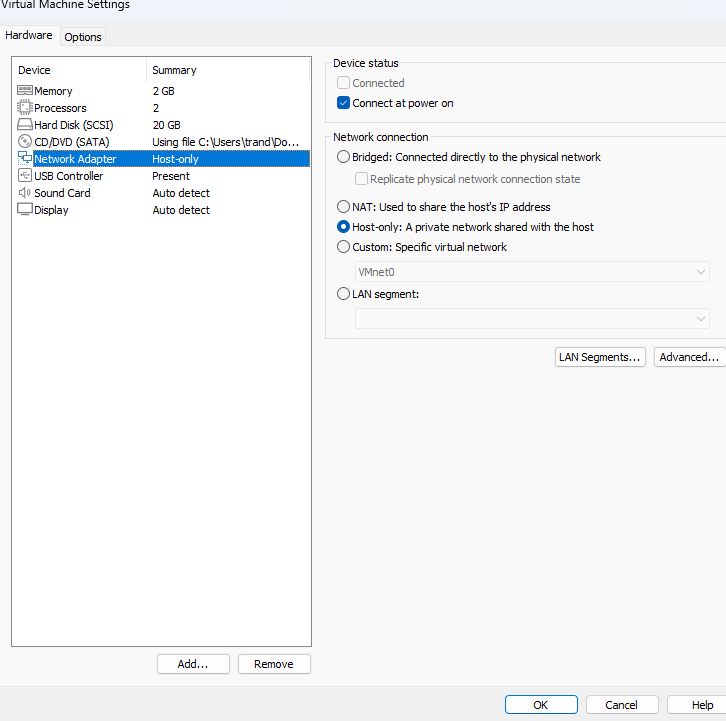 Virtual Machine Settings
Hardware
Options
Device Summary
Memory 2 GB
Processors 2
Hard Disk (SCSI) 20 GB
CD/DVD (SATA) Using file C:\Users\trand\Do...
Network Adapter Host-only
USB Controller Present
Sound Card Auto detect
Display Auto detect
Add...
Remove
Device status
Connected
Connect at power on
Network connection
Bridged: Connected directly to the physical network
Replicate physical network connection state
NAT: Used to share the host's IP address
Host-only: A private network shared with the host
Custom: Specific virtual network
VMnet0
LAN segment:
LAN Segments...
Advanced...
OK
Cancel
Help